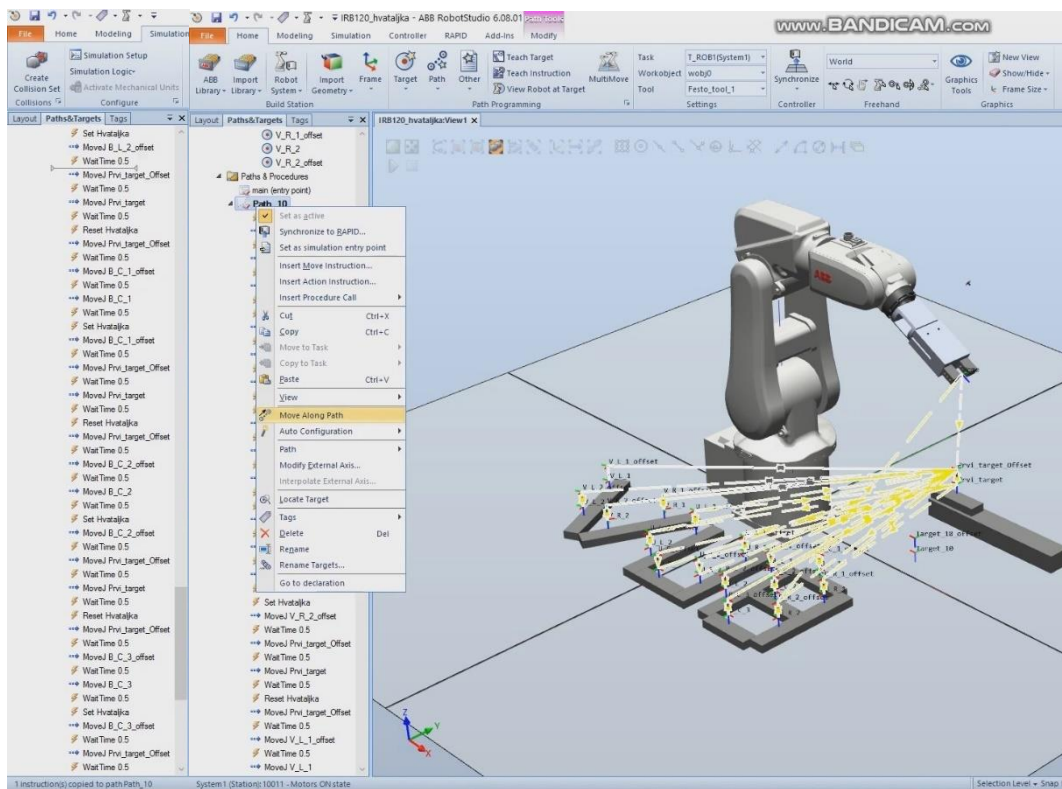 IRB120_hvataljka - ABB RobotStudio 6.08.01
Path Tools
www.BANDICAM.com
File Home Modeling Simulation
File Home Modeling Simulation Controller RAPID Add-Ins Modify
Create Collision Set
Simulation Setup
Simulation Logic
Activate Mechanical Units
Collisions Configure
ABB Library
Import Library
Robot System
Import Geometry
Frame
Build Station
Target
Path
Other
Teach Target
Teach Instruction
View Robot at Target
MultiMove
Path Programming
Task T_ROB1(System1)
Workobject wobj0
Tool Festo_tool_1
Settings
Synchronize
Controller
World
Freehand
Graphics Tools
New View
Show/Hide
Frame Size
Graphics
Layout Paths&Targets Tags
Set Hvataljka
MoveJ B_L_2_offset
WaitTime 0.5
MoveJ Prvi_target_Offset
WaitTime 0.5
MoveJ Prvi_target
WaitTime 0.5
Reset Hvataljka
MoveJ Prvi_target_Offset
WaitTime 0.5
MoveJ B_C_1_offset
WaitTime 0.5
MoveJ B_C_1
WaitTime 0.5
Set Hvataljka
MoveJ B_C_1_offset
WaitTime 0.5
MoveJ Prvi_target_Offset
WaitTime 0.5
MoveJ Prvi_target
WaitTime 0.5
Reset Hvataljka
MoveJ Prvi_target_Offset
WaitTime 0.5
MoveJ B_C_2_offset
WaitTime 0.5
MoveJ B_C_2
WaitTime 0.5
Set Hvataljka
MoveJ B_C_2_offset
WaitTime 0.5
MoveJ Prvi_target_Offset
WaitTime 0.5
MoveJ Prvi_target
WaitTime 0.5
Reset Hvataljka
MoveJ Prvi_target_Offset
WaitTime 0.5
MoveJ B_C_3_offset
WaitTime 0.5
MoveJ B_C_3
WaitTime 0.5
Set Hvataljka
MoveJ B_C_3_offset
WaitTime 0.5
MoveJ Prvi_target_Offset
WaitTime 0.5
Layout Paths&Targets Tags
V_R_1_offset
V_R_2
V_R_2_offset
Paths & Procedures
main (entry point)
Path_10
Set as active
Synchronize to RAPID...
Set as simulation entry point
Insert Move Instruction...
Insert Action Instruction...
Insert Procedure Call
Cut Ctrl+X
Copy Ctrl+C
Move to Task
Copy to Task
Paste Ctrl+V
View
Move Along Path
Auto Configuration
Path
Modify External Axis...
Interpolate External Axis...
Locate Target
Tags
Delete Del
Rename
Rename Targets...
Go to declaration
Set Hvataljka
MoveJ V_R_2_offset
WaitTime 0.5
MoveJ Prvi_target_Offset
WaitTime 0.5
MoveJ Prvi_target
WaitTime 0.5
Reset Hvataljka
MoveJ Prvi_target_Offset
WaitTime 0.5
MoveJ V_L_1_offset
WaitTime 0.5
MoveJ V_L_1
IRB120_hvataljka:View1
ABB
V_L_1_offset
V_L_1
rvi_target_Offset
rvi_target
Target_10_offset
Target_10
Z
Y
X
1 instruction(s) copied to path Path_10
System1 (Station): 10011 - Motors ON state
Selection Level
Snap